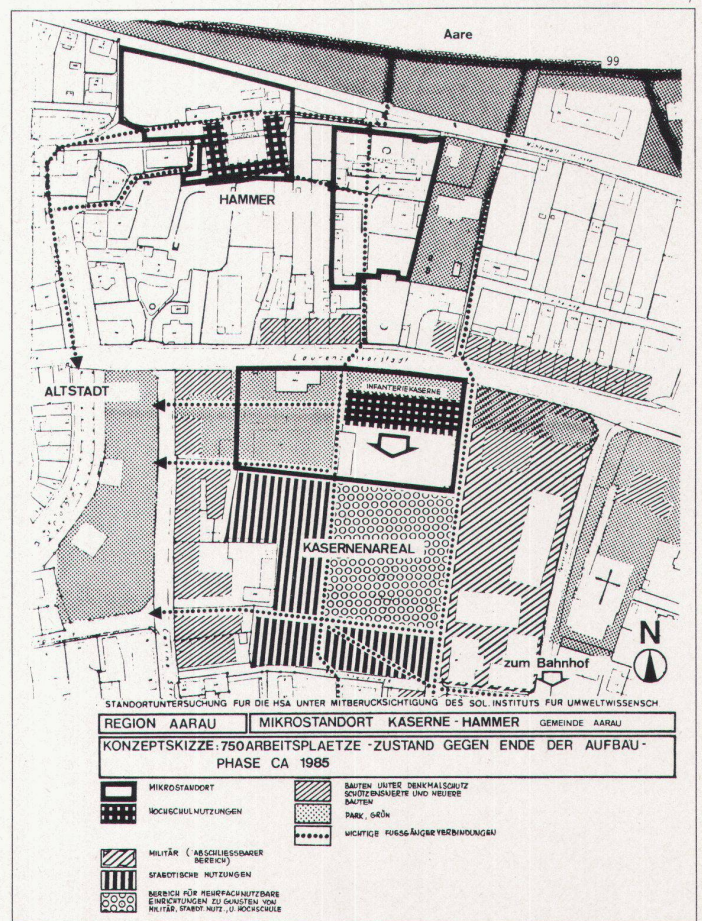 Aare
99
HAMMER
ALTSTADT
INFANTERIEKASERNE
KASERNENAREAL
N
zum Bahnhof
STANDORTUNTERSUCHUNG FÜR DIE HSA UNTER MITBERÜCKSICHTIGUNG DES SOL. INSTITUTS FÜR UMWELTWISSENSCH
REGION AARAU
MIKROSTANDORT KASERNE - HAMMER GEMEINDE AARAU
KONZEPTSKIZZE: 750 ARBEITSPLAETZE - ZUSTAND GEGEN ENDE DER AUFBAU-
PHASE CA 1985
MIKROSTANDORT
HOCHSCHULNUTZUNGEN
MILITÄR (ABSCHLIESSBARER
BEREICH)
STAEDTISCHE NUTZUNGEN
BEREICH FÜR MEHRFACHNUTZBARE
EINRICHTUNGEN ZU GUNSTEN VON
MILITÄR, STAEDT. NUTZ., U. HOCHSCHULE
BAUTEN UNTER DENKMALSCHUTZ
SCHÜTZENSWERTE UND NEUERE
BAUTEN
PARK, GRÜN
WICHTIGE FUSSGÄNGERVERBINDUNGEN